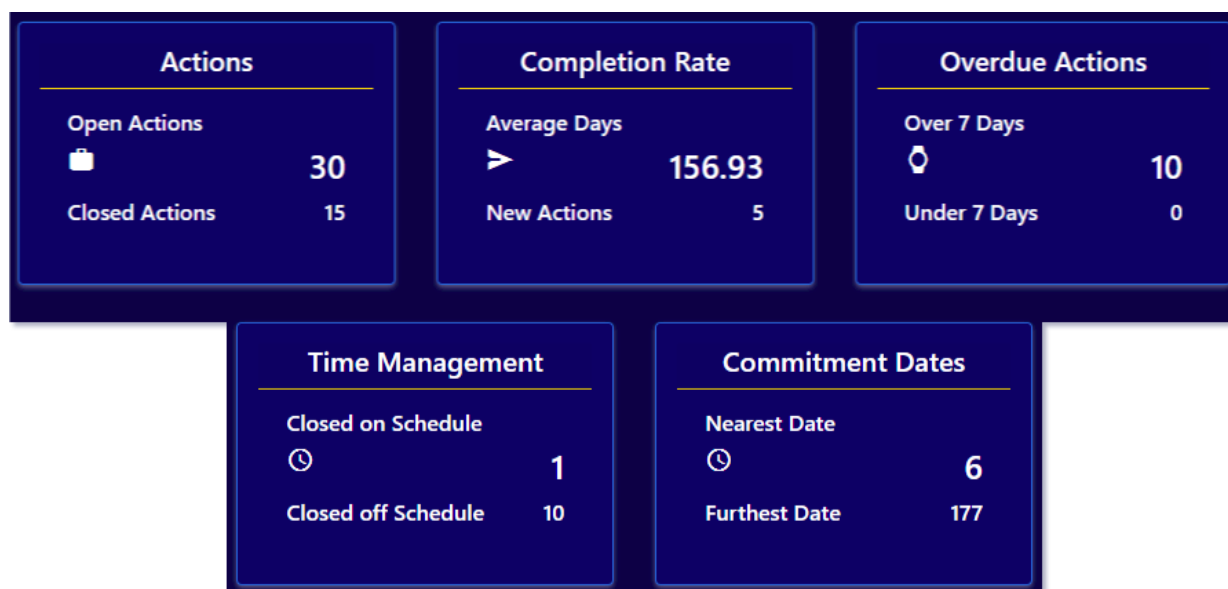 Actions
Open Actions
30
Closed Actions 15
Completion Rate
Average Days
156.93
New Actions 5
Overdue Actions
Over 7 Days
10
Under 7 Days 0
Time Management
Closed on Schedule
1
Closed off Schedule 10
Commitment Dates
Nearest Date
6
Furthest Date 177